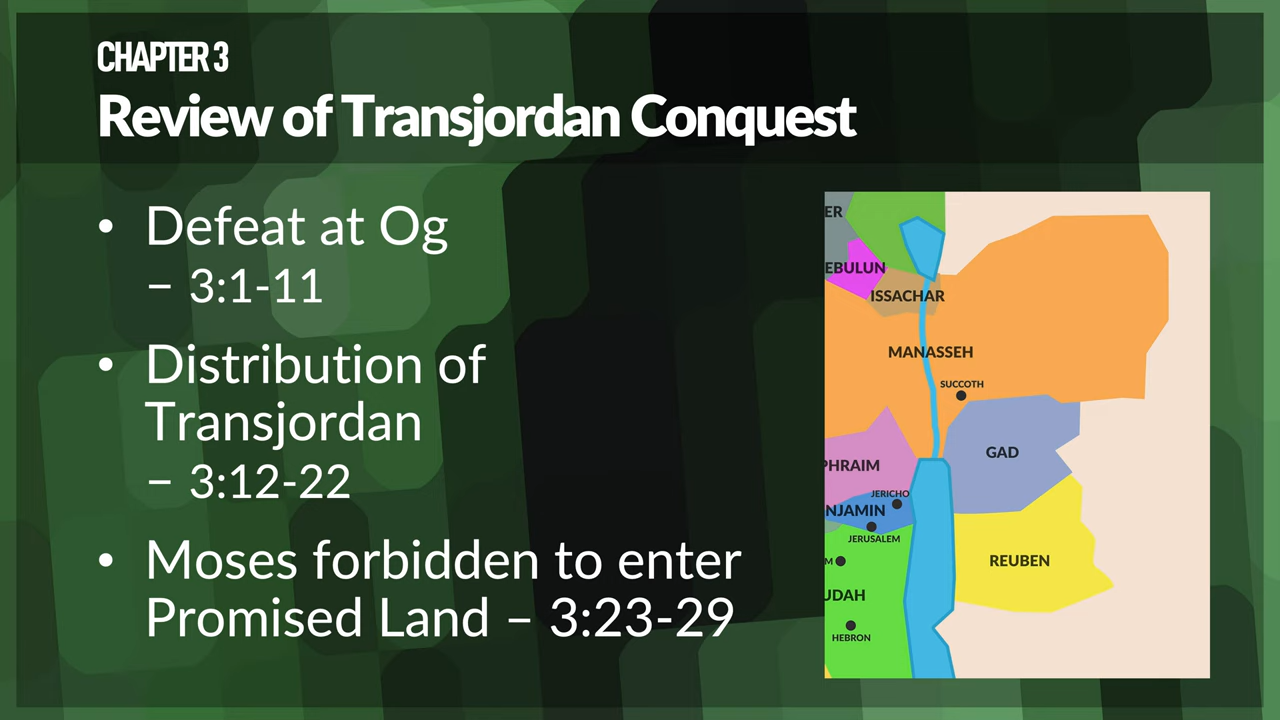 CHAPTER 3
Review of Transjordan Conquest
• Defeat at Og
– 3:1-11
• Distribution of
Transjordan
– 3:12-22
• Moses forbidden to enter
Promised Land – 3:23-29
ER
EBULUN
ISSACHAR
MANASSEH
SUCCOTH
GAD
PHRAIM
JERICHO
NJAMIN
JERUSALEM
M
REUBEN
UDAH
HEBRON